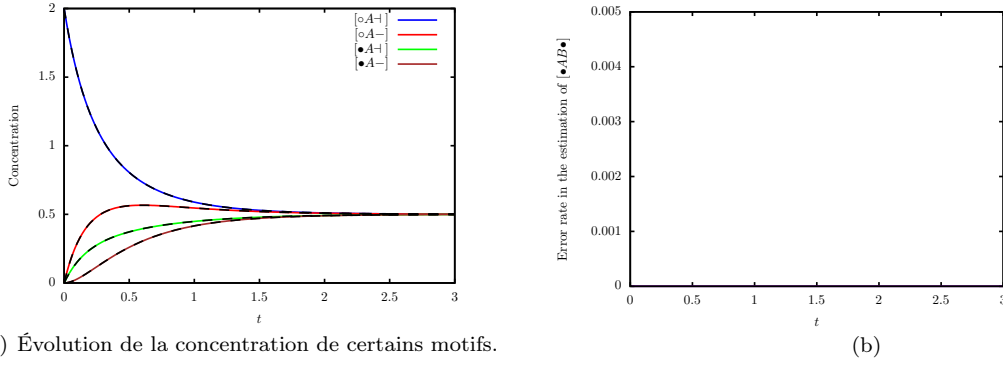 [◦A⊣]
[◦A−]
[•A⊣]
[•A−]
Concentration
2
1.5
1
0.5
0
0 0.5 1 1.5 2 2.5 3
t
) Évolution de la concentration de certains motifs.
Error rate in the estimation of [•AB•]
0.005
0.004
0.003
0.002
0.001
0
0 0.5 1 1.5 2 2.5 3
t
(b)